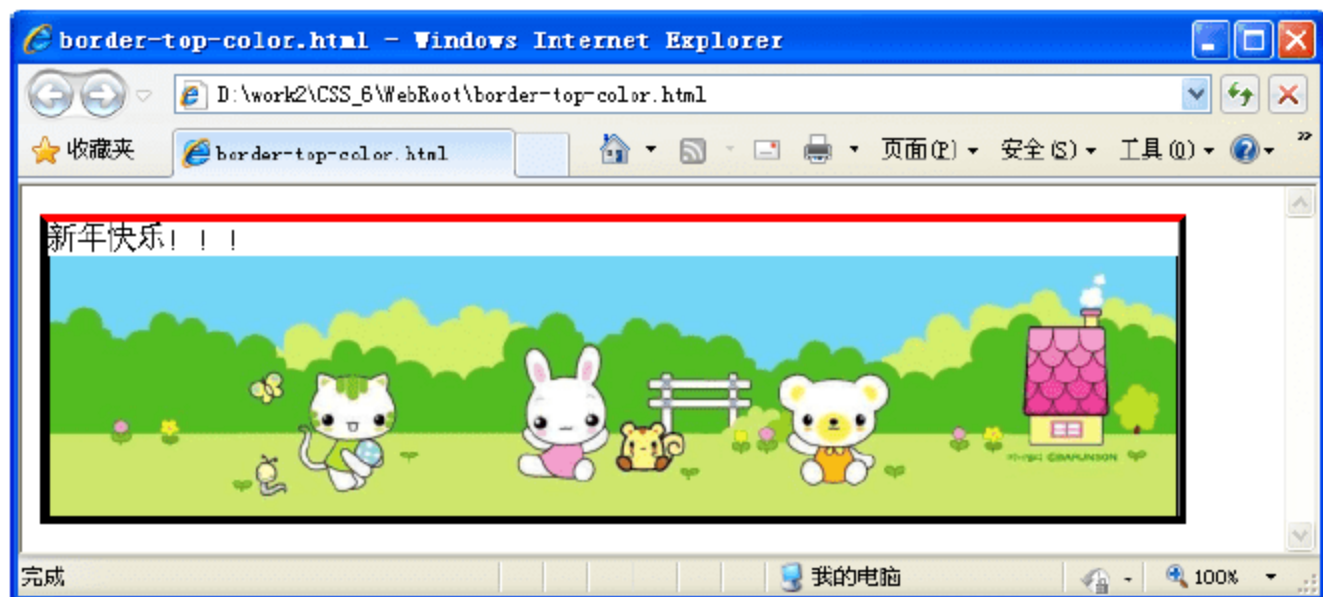 border-top-color.html - Windows Internet Explorer
D:\work2\CSS_6\WebRoot\border-top-color.html
收藏夹
border-top-color.html
页面(P)
安全(S)
工具(O)
新年快乐！！！
完成
我的电脑
100%